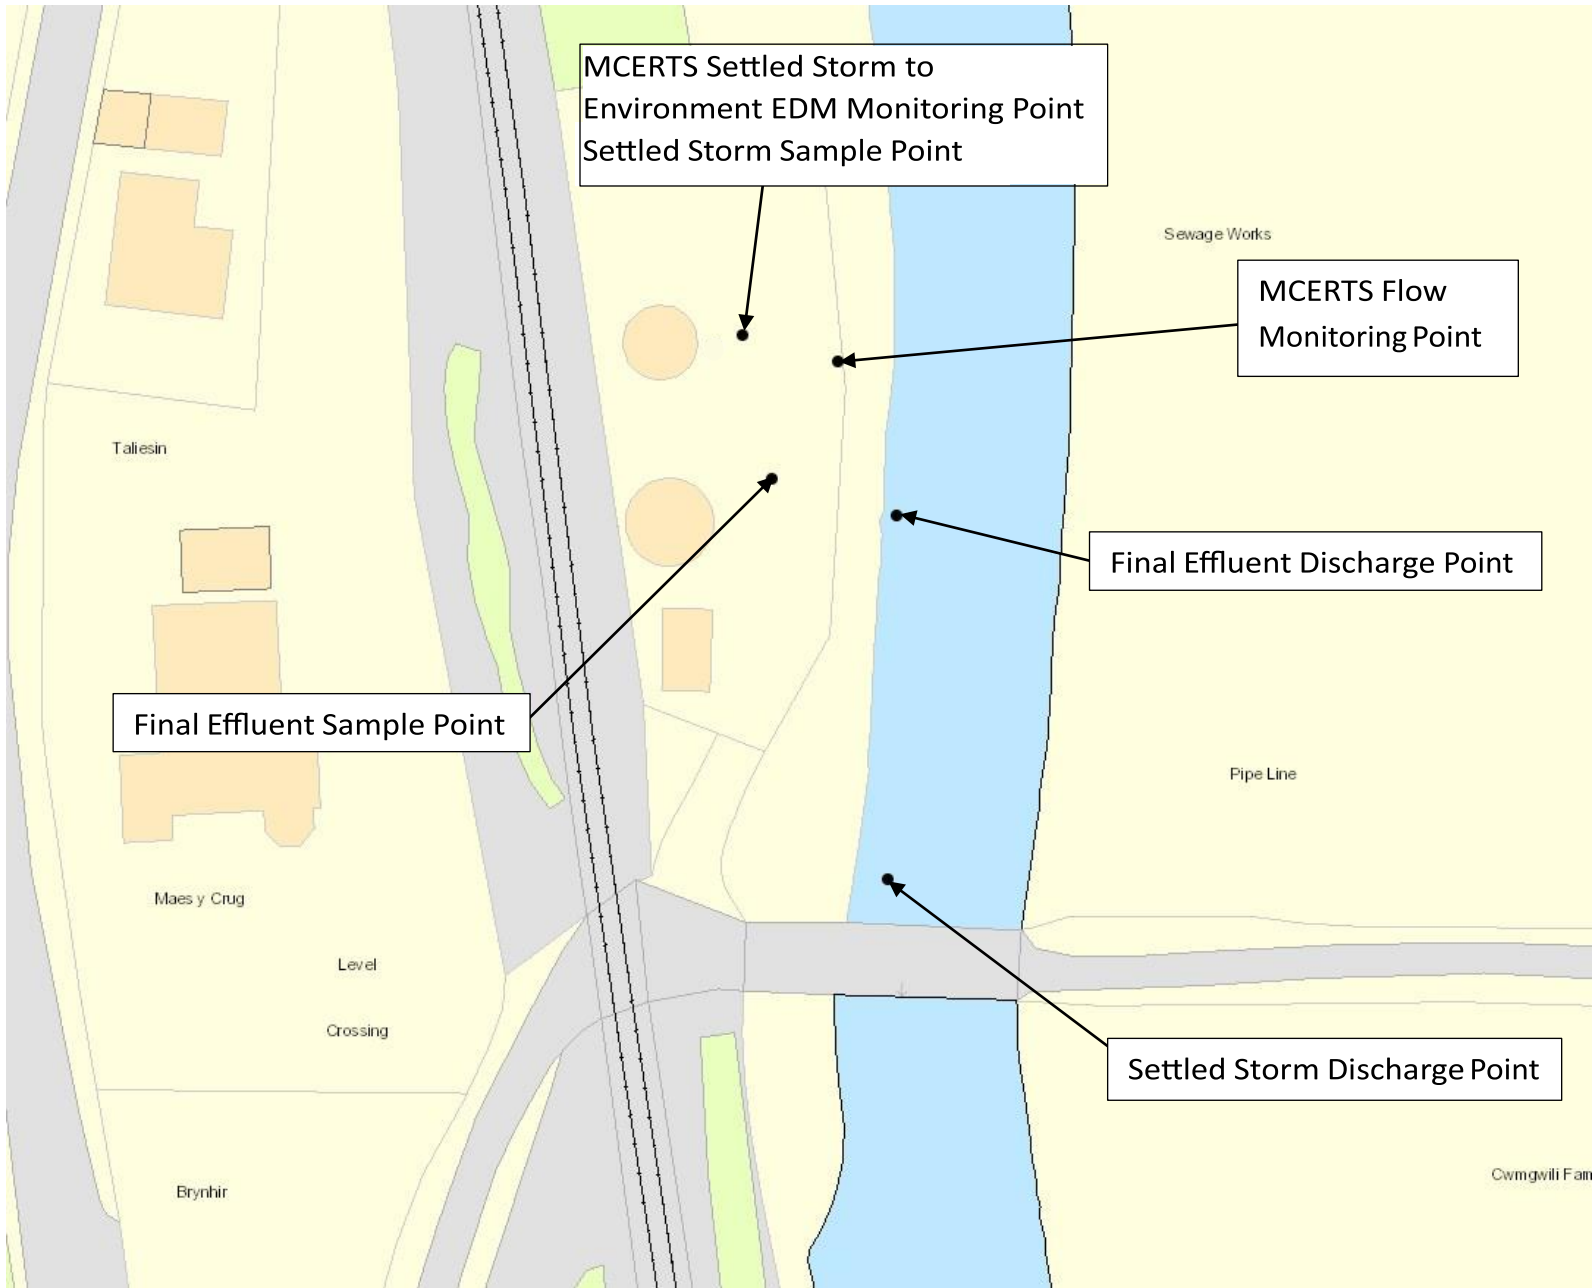 MCERTS Settled Storm to
Environment EDM Monitoring Point
Settled Storm Sample Point
Sewage Works
MCERTS Flow
Monitoring Point
Taliesin
Final Effluent Discharge Point
Final Effluent Sample Point
Pipe Line
Maes y Crug
Level
Crossing
Settled Storm Discharge Point
Brynhir
Cwmgwili Fam